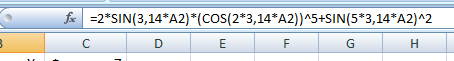 fx =2*SIN(3,14*A2)*(COS(2*3,14*A2))^5+SIN(5*3,14*A2)^2
B C D E F G H